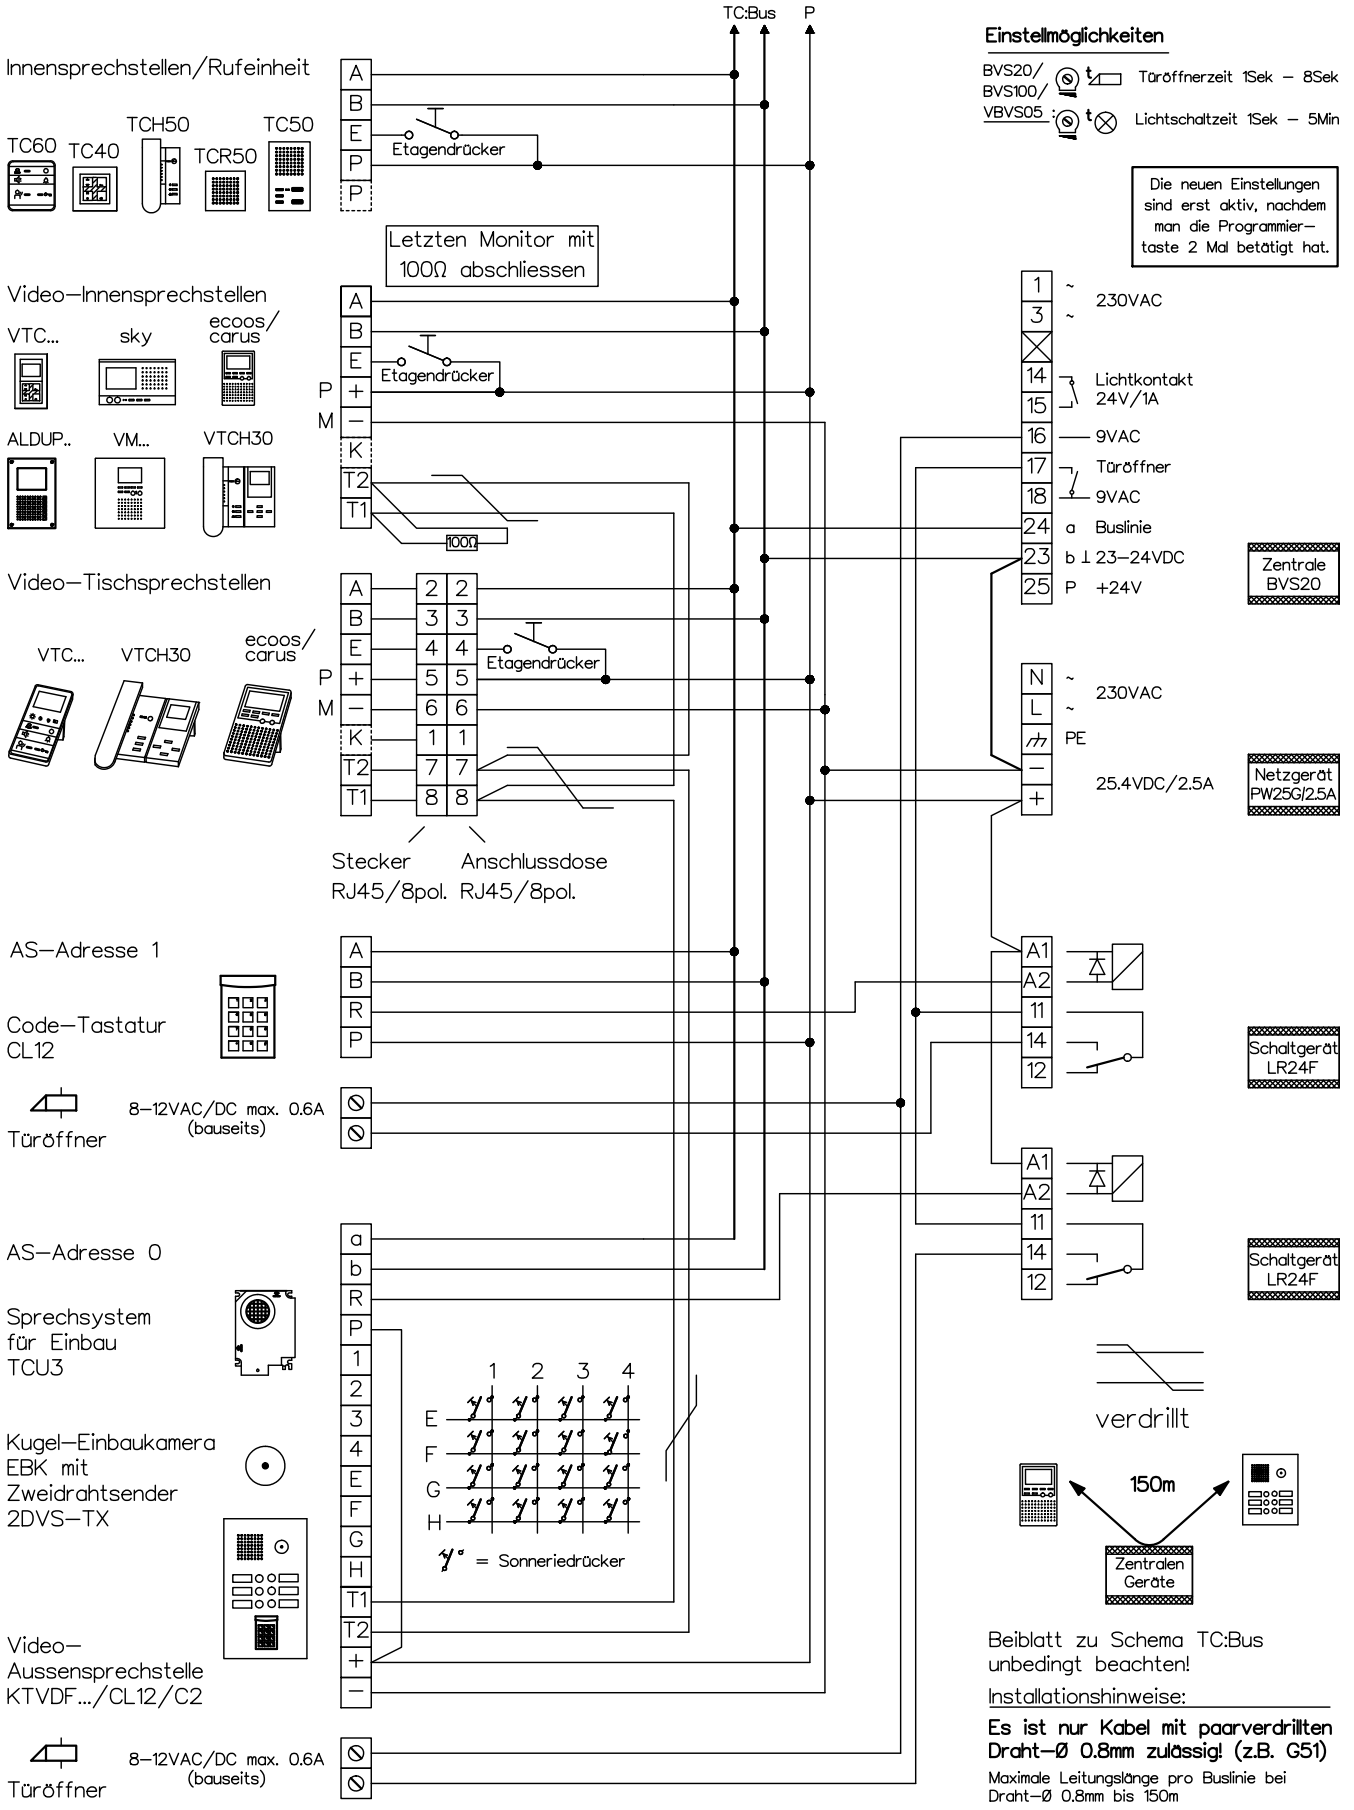 TC:Bus P
Innensprechstellen/Rufeinheit
TC60
TC40
TCH50
TCR50
TC50
A
B
E
P
P
Etagendrücker
Letzten Monitor mit
100Ω abschliessen
Video-Innensprechstellen
VTC...
sky
ecoos/
carus
ALDUP..
VM...
VTCH30
A
B
E
P +
M -
K
T2
T1
Etagendrücker
100Ω
Video-Tischsprechstellen
VTC...
VTCH30
ecoos/
carus
A 2 2
B 3 3
E 4 4
P + 5 5
M - 6 6
K 1 1
T2 7 7
T1 8 8
Etagendrücker
Stecker
RJ45/8pol.
Anschlussdose
RJ45/8pol.
AS-Adresse 1
Code-Tastatur
CL12
A
B
R
P
Türöffner
8-12VAC/DC max. 0.6A
(bauseits)
AS-Adresse 0
Sprechsystem
für Einbau
TCU3
Kugel-Einbaukamera
EBK mit
Zweidrahtsender
2DVS-TX
Video-
Aussensprechstelle
KTVDF.../CL12/C2
a
b
R
P
1
2
3
4
E
F
G
H
T1
T2
+
-
1 2 3 4
E
F
G
H
= Sonneriedrücker
Türöffner
8-12VAC/DC max. 0.6A
(bauseits)
Einstellmöglichkeiten
BVS20/
BVS100/
VBVS05 :
t Türöffnerzeit 1Sek - 8Sek
t Lichtschaltzeit 1Sek - 5Min
Die neuen Einstellungen
sind erst aktiv, nachdem
man die Programmier-
taste 2 Mal betätigt hat.
1 ~
3 ~
230VAC
14
15
Lichtkontakt
24V/1A
16 9VAC
17 Türöffner
18 9VAC
24 a Buslinie
23 b ⊥ 23-24VDC
25 P +24V
Zentrale
BVS20
N ~
L ~
230VAC
PE
-
+
25.4VDC/2.5A
Netzgerät
PW25G/2.5A
A1
A2
11
14
12
Schaltgerät
LR24F
A1
A2
11
14
12
Schaltgerät
LR24F
verdrillt
150m
Zentralen
Geräte
Beiblatt zu Schema TC:Bus
unbedingt beachten!
Installationshinweise:
Es ist nur Kabel mit paarverdrillten
Draht-Ø 0.8mm zulässig! (z.B. G51)
Maximale Leitungslänge pro Buslinie bei
Draht-Ø 0.8mm bis 150m